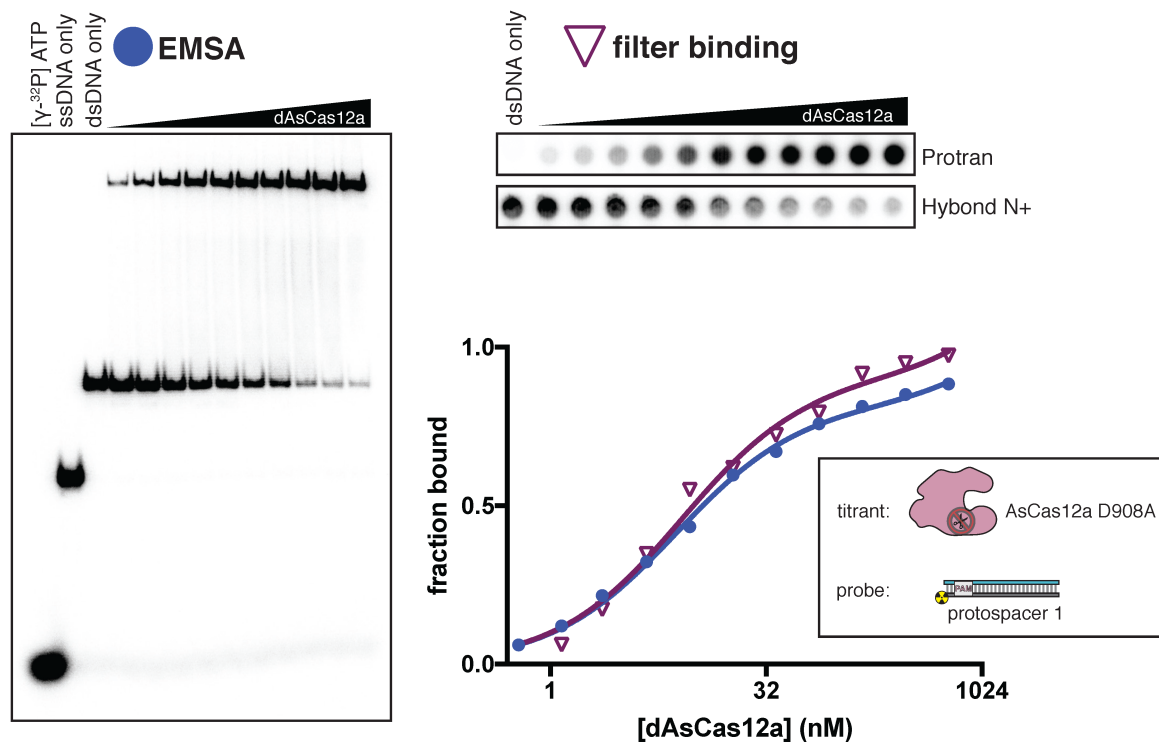 [γ-³²P] ATP
ssDNA only
dsDNA only
EMSA
dAsCas12a
filter binding
dsDNA only
dAsCas12a
Protran
Hybond N+
1.0
0.5
0.0
fraction bound
1
32
1024
[dAsCas12a] (nM)
titrant:
AsCas12a D908A
probe:
PAM
protospacer 1